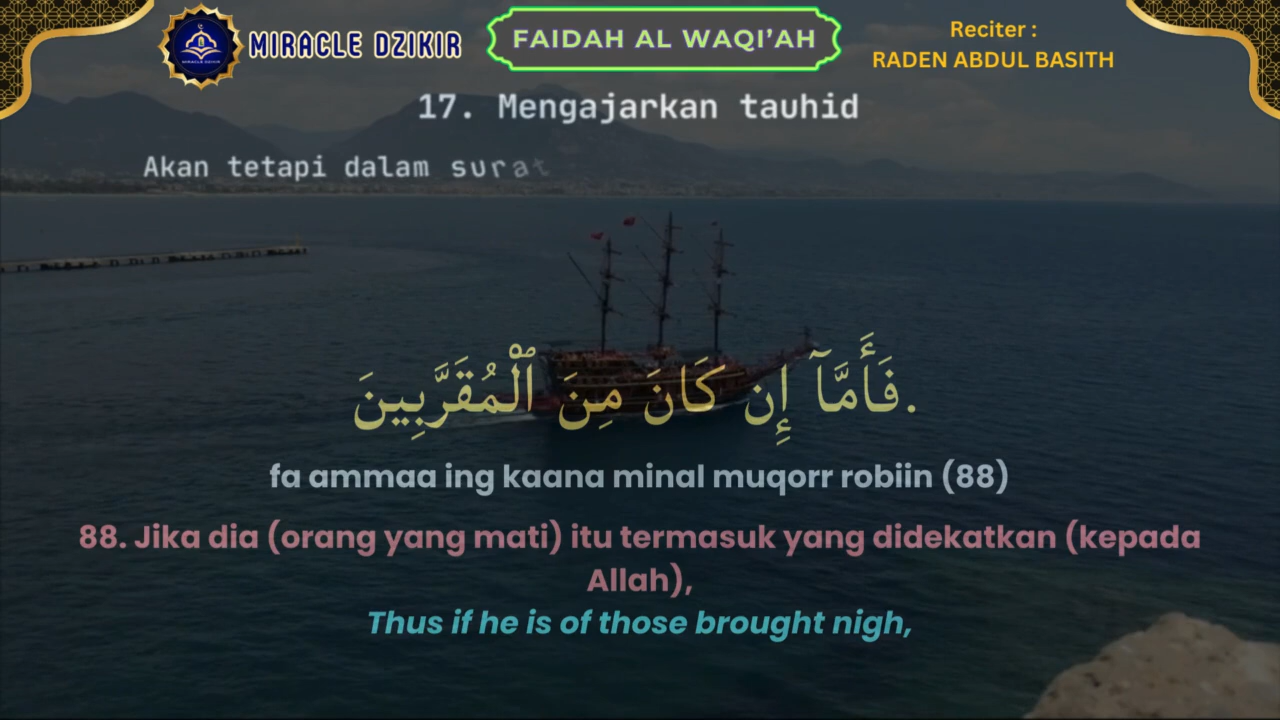 MIRACLE DZIKIR
FAIDAH AL WAQI'AH
Reciter :
RADEN ABDUL BASITH
17. Mengajarkan tauhid
Akan tetapi dalam surat
فَأَمَّآ إِن كَانَ مِنَ ٱلْمُقَرَّبِينَ.
fa ammaa ing kaana minal muqorr robiin (88)
88. Jika dia (orang yang mati) itu termasuk yang didekatkan (kepada
Allah),
Thus if he is of those brought nigh,